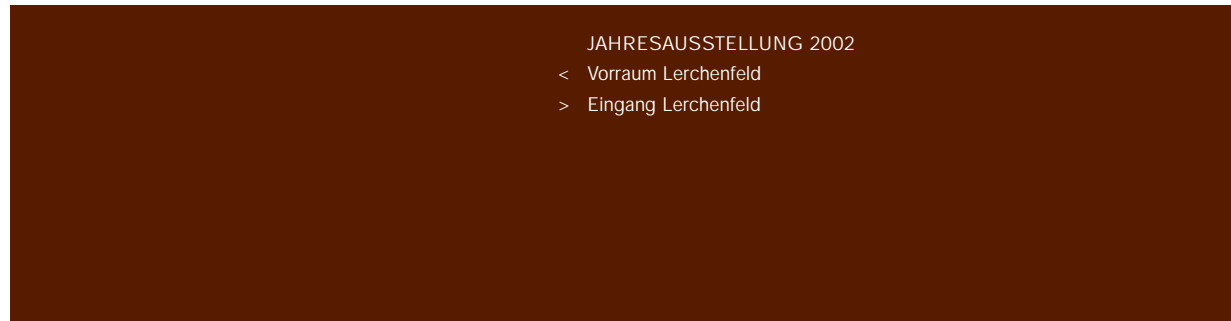 JAHRESAUSSTELLUNG 2002
< Vorraum Lerchenfeld
> Eingang Lerchenfeld